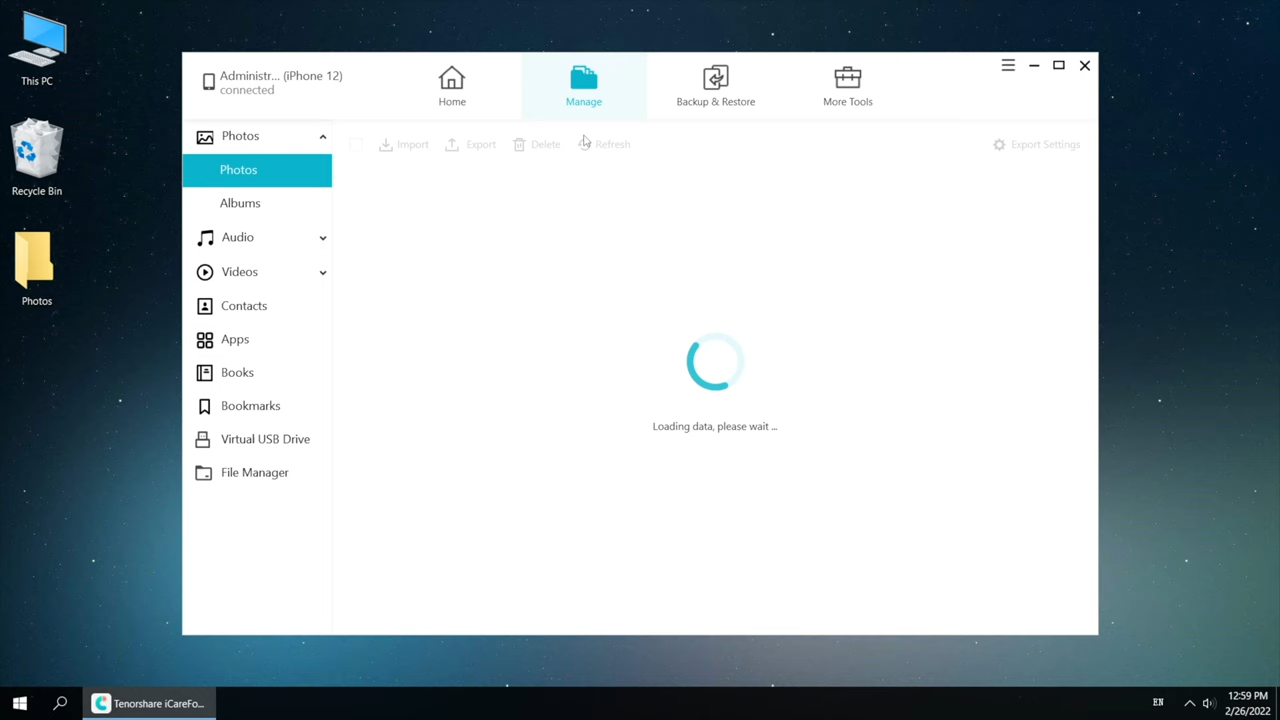 This PC
Recycle Bin
Photos
Administr... (iPhone 12)
connected
Home
Manage
Backup & Restore
More Tools
Photos
Photos
Albums
Audio
Videos
Contacts
Apps
Books
Bookmarks
Virtual USB Drive
File Manager
Import
Export
Delete
Refresh
Export Settings
Loading data, please wait ...
Tenorshare iCareFo...
EN
12:59 PM
2/26/2022